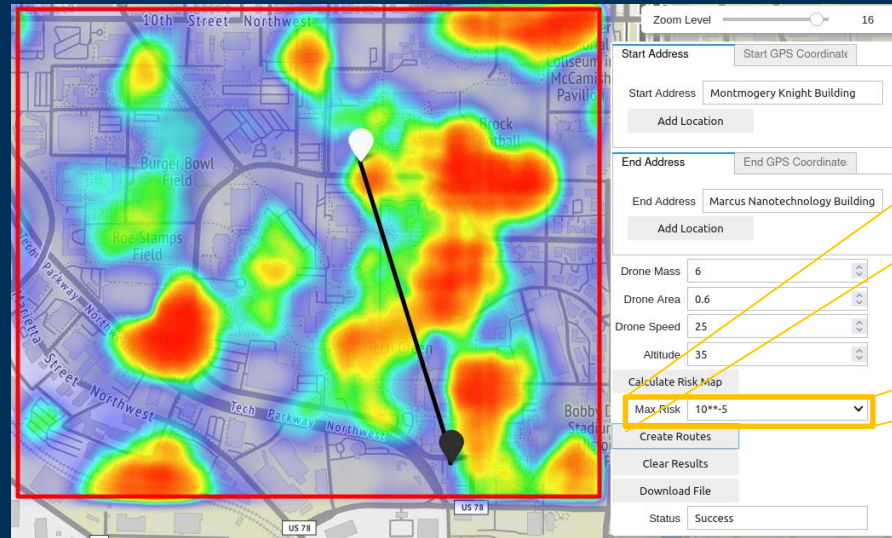 10th Street Northwest
Memorial
Coliseum in
McCamish
Pavilion
Brock
Football
Burger Bowl
Field
Roe Stamps
Field
Tech Parkway North
Marietta Street Northwest
Tech Green
Tech Parkway Northwest
Bobby D
Stadium
US 78
US 78
Zoom Level 16
Start Address Start GPS Coordinate
Start Address Montmogery Knight Building
Add Location
End Address End GPS Coordinate
End Address Marcus Nanotechnology Building
Add Location
Drone Mass 6
Drone Area 0.6
Drone Speed 25
Altitude 35
Calculate Risk Map
Max Risk 10**-5
Create Routes
Clear Results
Download File
Status Success